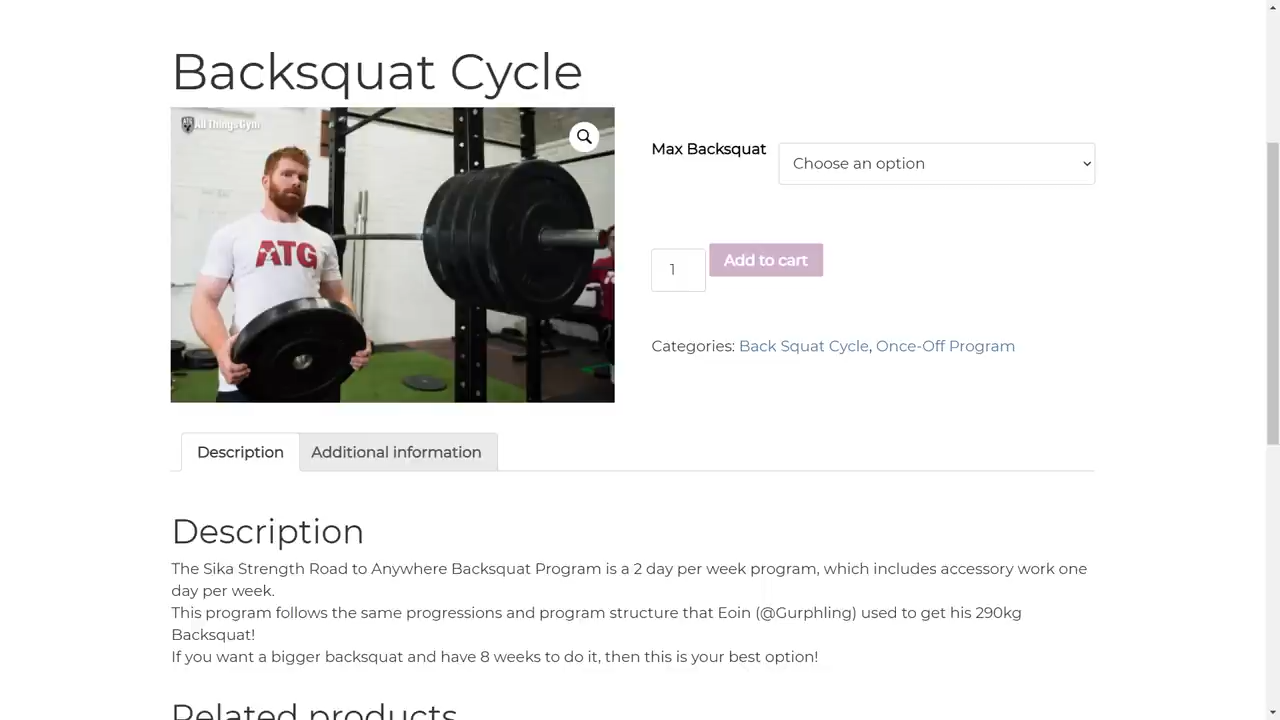 Backsquat Cycle
All Things Gym
ATG
Max Backsquat
Choose an option
1
Add to cart
Categories: Back Squat Cycle, Once-Off Program
Description
Additional information
Description
The Sika Strength Road to Anywhere Backsquat Program is a 2 day per week program, which includes accessory work one
day per week.
This program follows the same progressions and program structure that Eoin (@Gurphling) used to get his 290kg
Backsquat!
If you want a bigger backsquat and have 8 weeks to do it, then this is your best option!
Related products